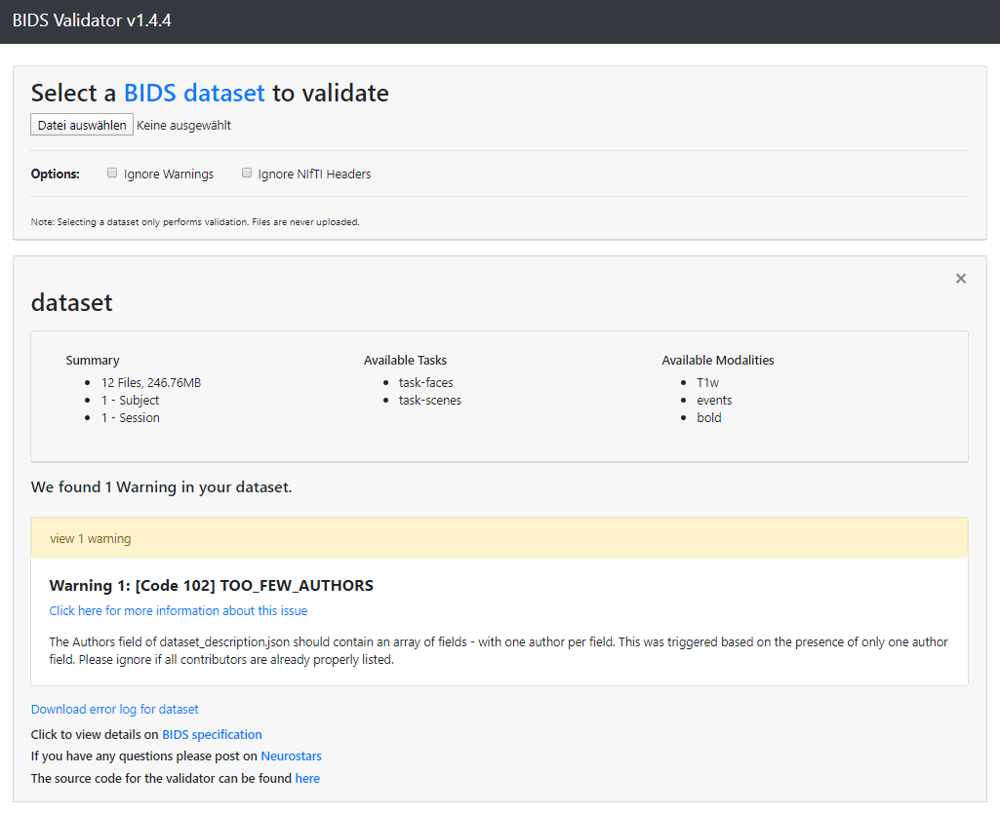 BIDS Validator v1.4.4
Select a BIDS dataset to validate
Datei auswählen Keine ausgewählt
Options: Ignore Warnings Ignore NIfTI Headers
Note: Selecting a dataset only performs validation. Files are never uploaded.
×
dataset
Summary
12 Files, 246.76MB
1 - Subject
1 - Session
Available Tasks
task-faces
task-scenes
Available Modalities
T1w
events
bold
We found 1 Warning in your dataset.
view 1 warning
Warning 1: [Code 102] TOO_FEW_AUTHORS
Click here for more information about this issue
The Authors field of dataset_description.json should contain an array of fields - with one author per field. This was triggered based on the presence of only one author
field. Please ignore if all contributors are already properly listed.
Download error log for dataset
Click to view details on BIDS specification
If you have any questions please post on Neurostars
The source code for the validator can be found here